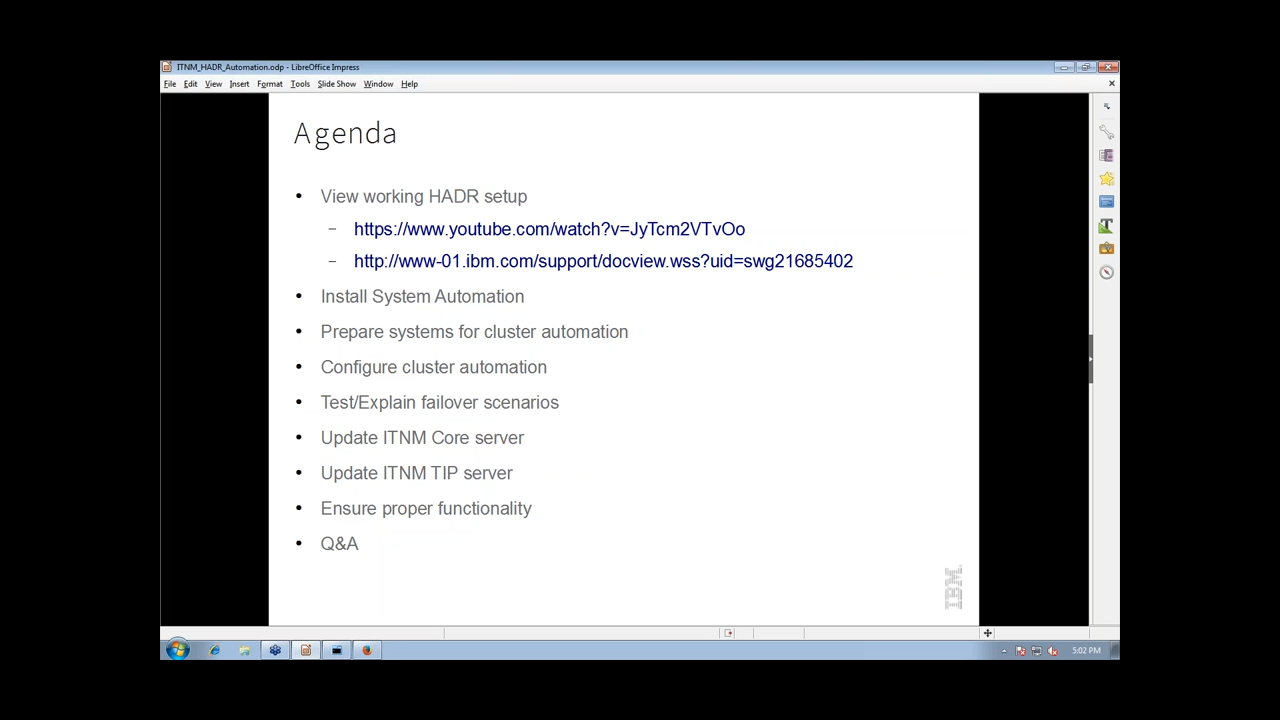 ITNM_HADR_Automation.odp - LibreOffice Impress
File Edit View Insert Format Tools Slide Show Window Help
Agenda
• View working HADR setup
– https://www.youtube.com/watch?v=JyTcm2VTvOo
– http://www-01.ibm.com/support/docview.wss?uid=swg21685402
• Install System Automation
• Prepare systems for cluster automation
• Configure cluster automation
• Test/Explain failover scenarios
• Update ITNM Core server
• Update ITNM TIP server
• Ensure proper functionality
• Q&A
IBM
5:02 PM